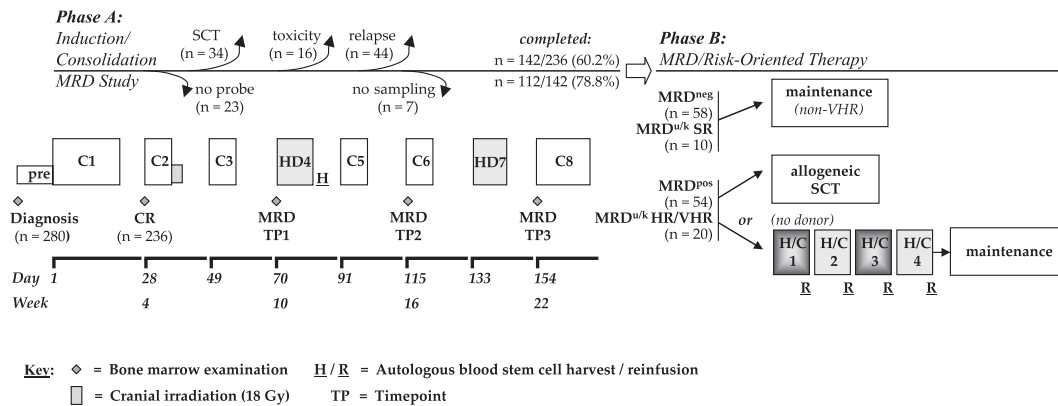 Phase A:
Induction/
Consolidation
MRD Study
SCT
(n = 34)
toxicity
(n = 16)
relapse
(n = 44)
no probe
(n = 23)
no sampling
(n = 7)
completed:
n = 142/236 (60.2%)
n = 112/142 (78.8%)
Phase B:
MRD/Risk-Oriented Therapy
pre
C1
C2
C3
HD4
H
C5
C6
HD7
C8
Diagnosis
(n = 280)
CR
(n = 236)
MRD
TP1
MRD
TP2
MRD
TP3
Day 1 28 49 70 91 115 133 154
Week 4 10 16 22
MRDneg
(n = 58)
MRDu/k SR
(n = 10)
maintenance
(non-VHR)
MRDpos
(n = 54)
MRDu/k HR/VHR
(n = 20)
allogeneic
SCT
or (no donor)
H/C
1
H/C
2
H/C
3
H/C
4
R R R R
maintenance
Key: = Bone marrow examination H / R = Autologous blood stem cell harvest / reinfusion
= Cranial irradiation (18 Gy) TP = Timepoint